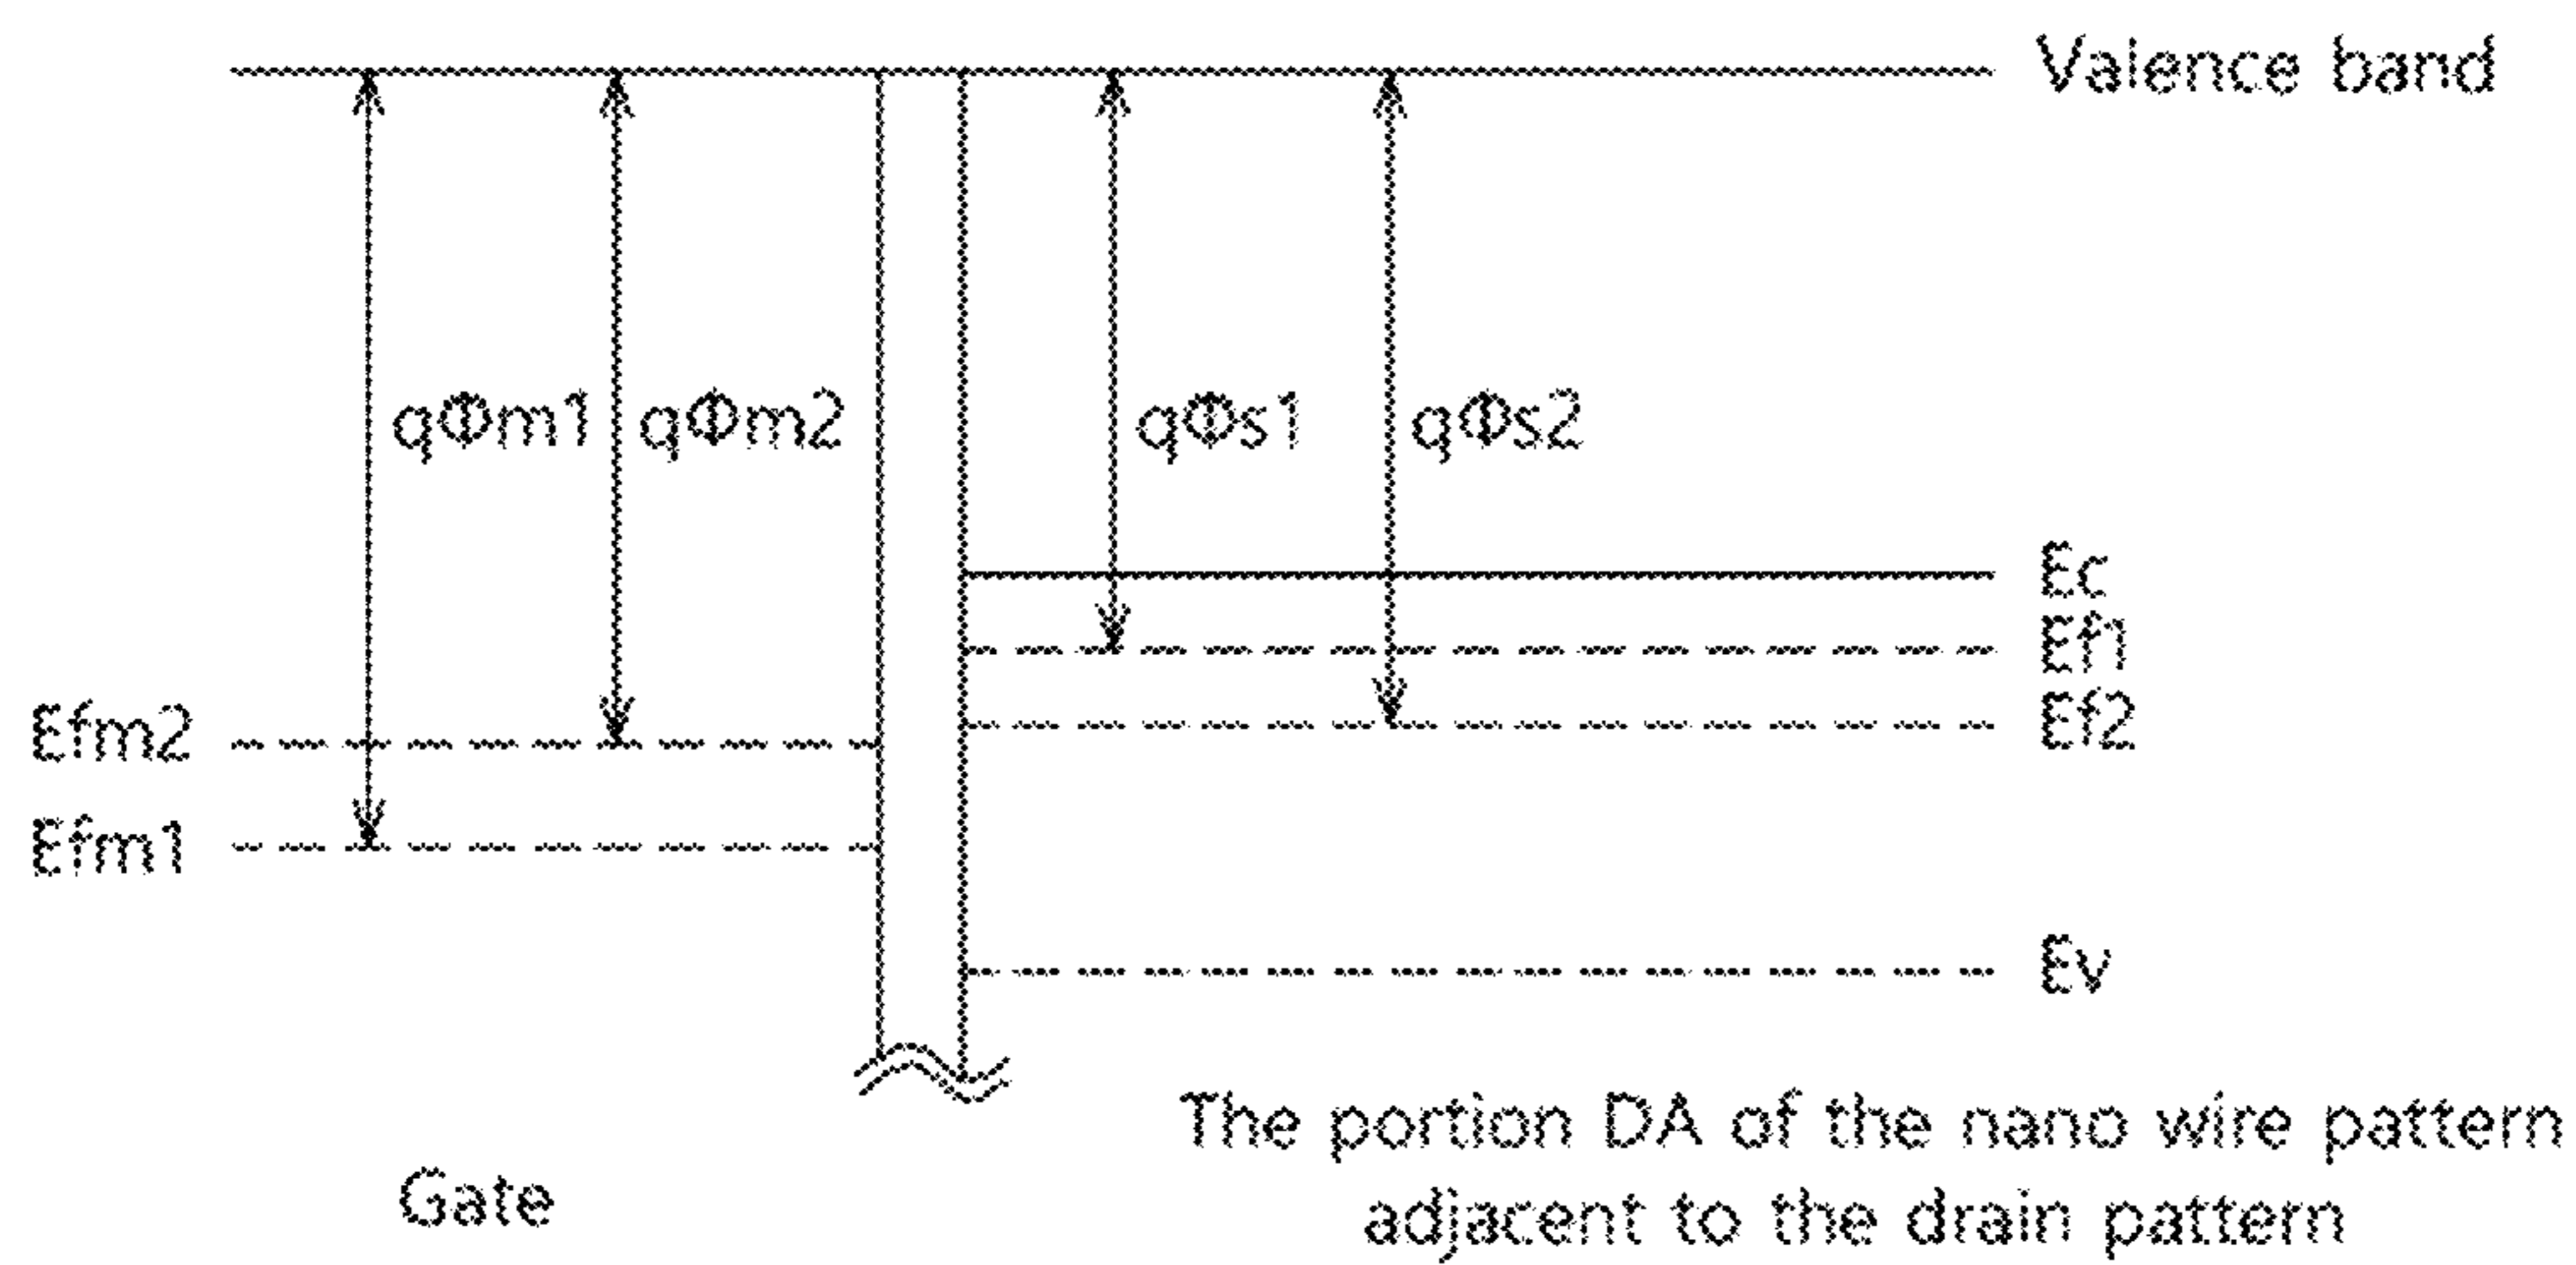 Valence band
qΦm1
qΦm2
qΦs1
qΦs2
Ec
Ef1
Efm2
Ef2
Efm1
Ev
Gate
The portion DA of the nano wire pattern
adjacent to the drain pattern